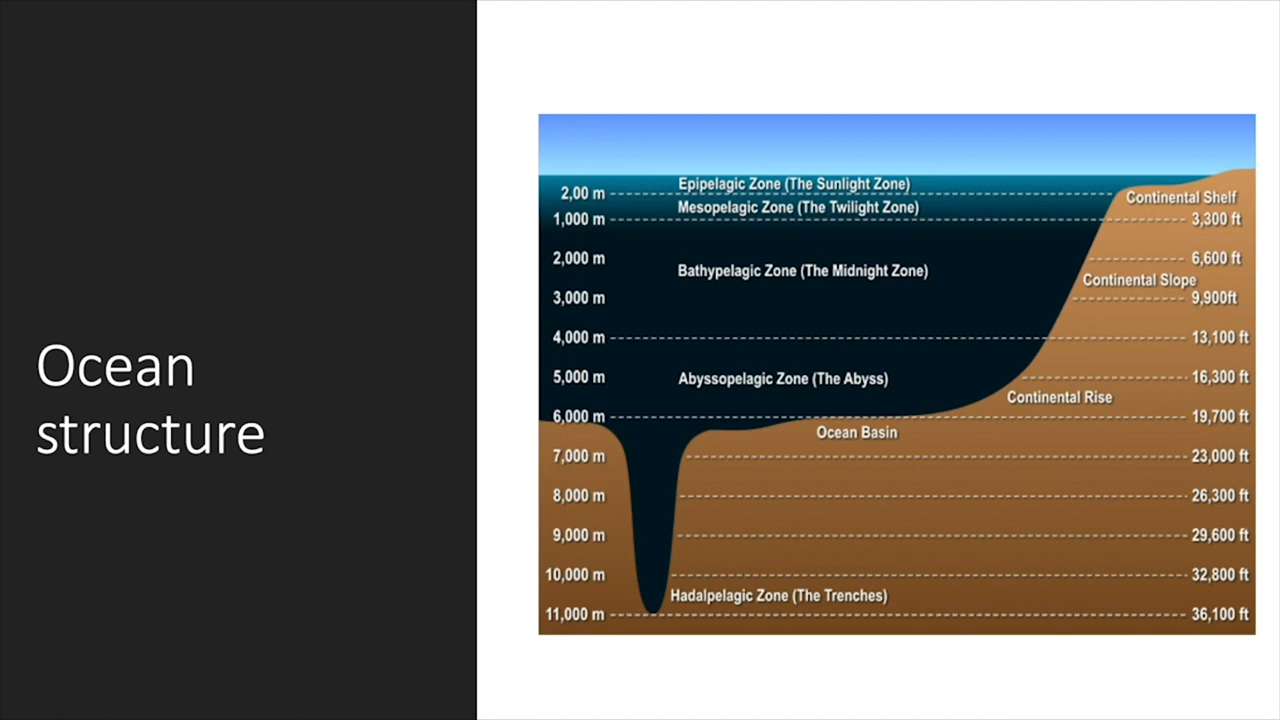 Ocean
structure
Epipelagic Zone (The Sunlight Zone)
2,00 m
Continental Shelf
Mesopelagic Zone (The Twilight Zone)
1,000 m
3,300 ft
2,000 m
6,600 ft
Bathypelagic Zone (The Midnight Zone)
Continental Slope
3,000 m
9,900ft
4,000 m
13,100 ft
5,000 m
Abyssopelagic Zone (The Abyss)
16,300 ft
Continental Rise
6,000 m
19,700 ft
Ocean Basin
7,000 m
23,000 ft
8,000 m
26,300 ft
9,000 m
29,600 ft
10,000 m
32,800 ft
Hadalpelagic Zone (The Trenches)
11,000 m
36,100 ft